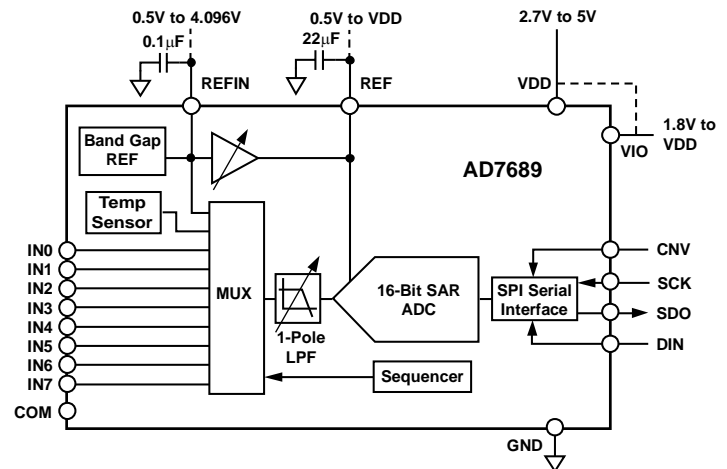 0.5V to 4.096V
0.5V to VDD
2.7V to 5V
0.1μF
22μF
REFIN
REF
VDD
1.8V to
VDD
VIO
Band Gap
REF
AD7689
Temp
Sensor
IN0
IN1
IN2
IN3
IN4
IN5
IN6
IN7
COM
MUX
1-Pole
LPF
16-Bit SAR
ADC
SPI Serial
Interface
CNV
SCK
SDO
DIN
Sequencer
GND